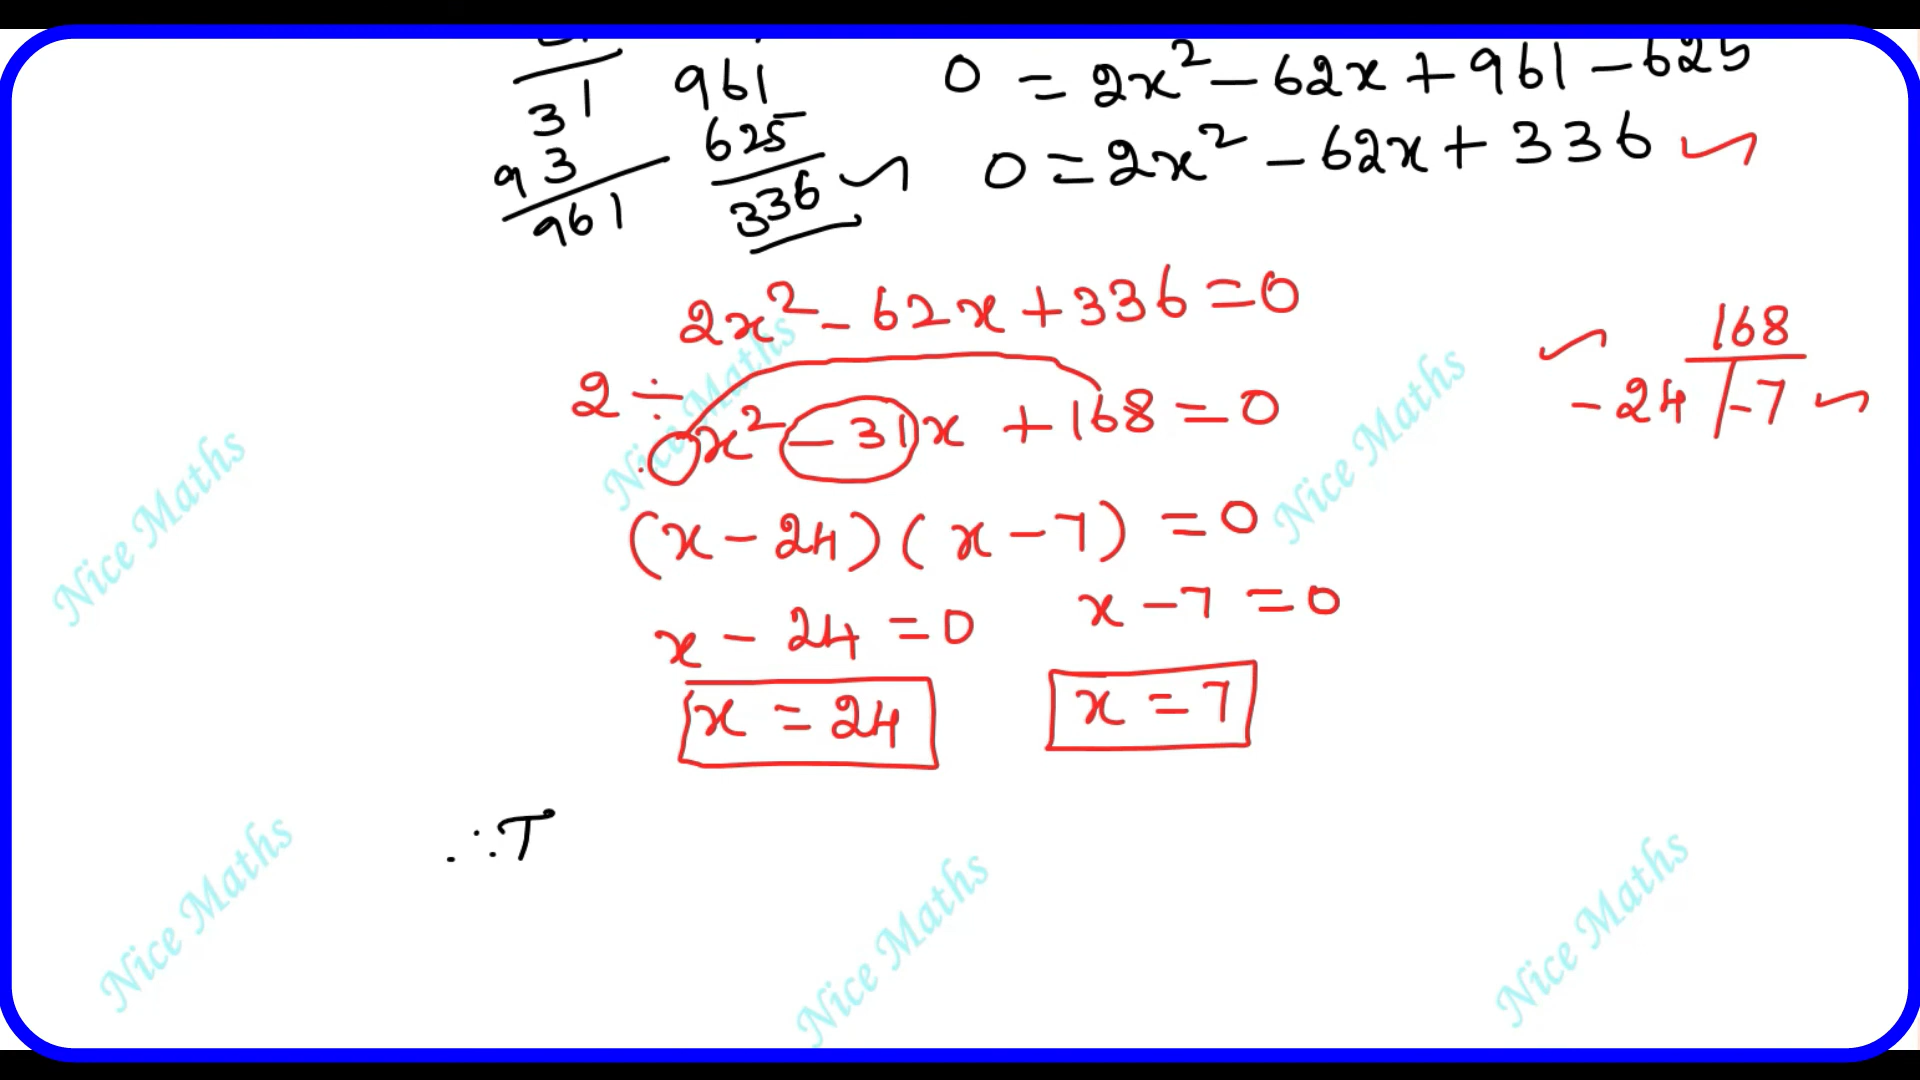 31 961 0 = 2x² - 62x + 961 - 625
93 625 0 = 2x² - 62x + 336
961 336
2x² - 62x + 336 = 0
168
2 ÷ -24 / -7
x² - 31x + 168 = 0
(x - 24) (x - 7) = 0
x - 24 = 0 x - 7 = 0
x = 24 x = 7
∴ T
Nice Maths
Nice Maths
Nice Maths
Nice Maths
Nice Maths
Nice Maths